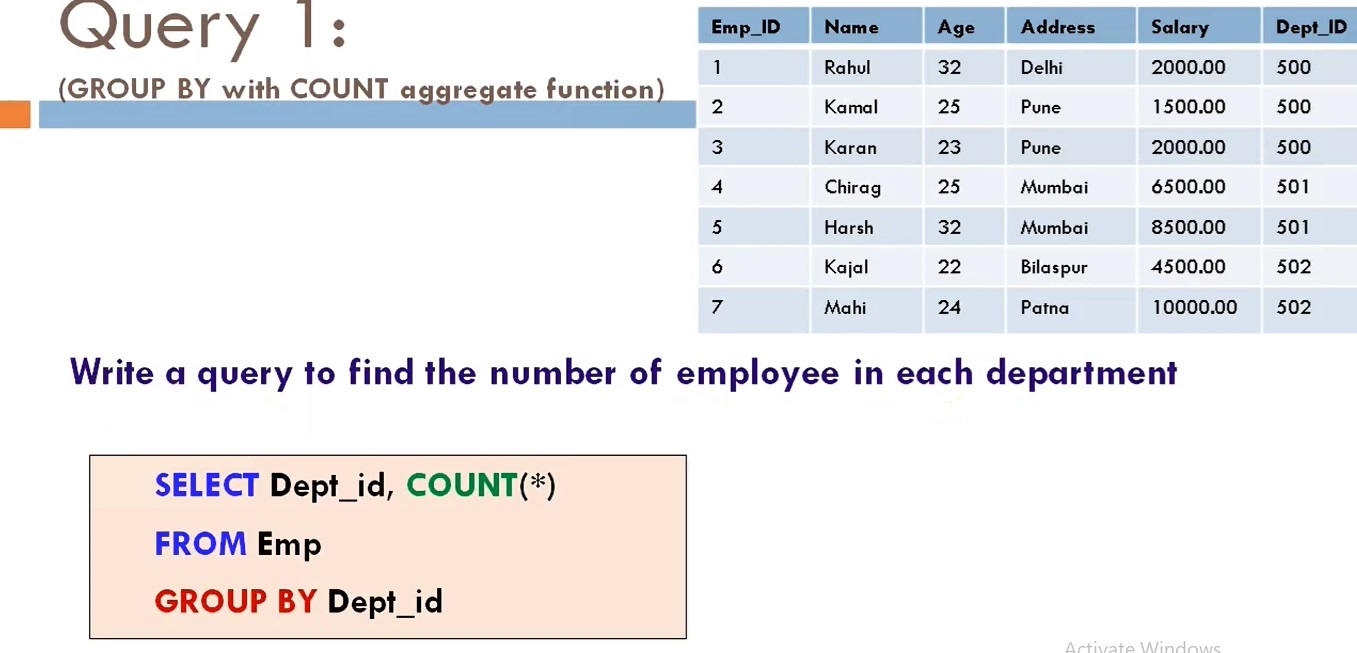 Query 1:
(GROUP BY with COUNT aggregate function)
Emp_ID Name Age Address Salary Dept_ID
1 Rahul 32 Delhi 2000.00 500
2 Kamal 25 Pune 1500.00 500
3 Karan 23 Pune 2000.00 500
4 Chirag 25 Mumbai 6500.00 501
5 Harsh 32 Mumbai 8500.00 501
6 Kajal 22 Bilaspur 4500.00 502
7 Mahi 24 Patna 10000.00 502
Write a query to find the number of employee in each department
SELECT Dept_id, COUNT(*)
FROM Emp
GROUP BY Dept_id
Activate Windows